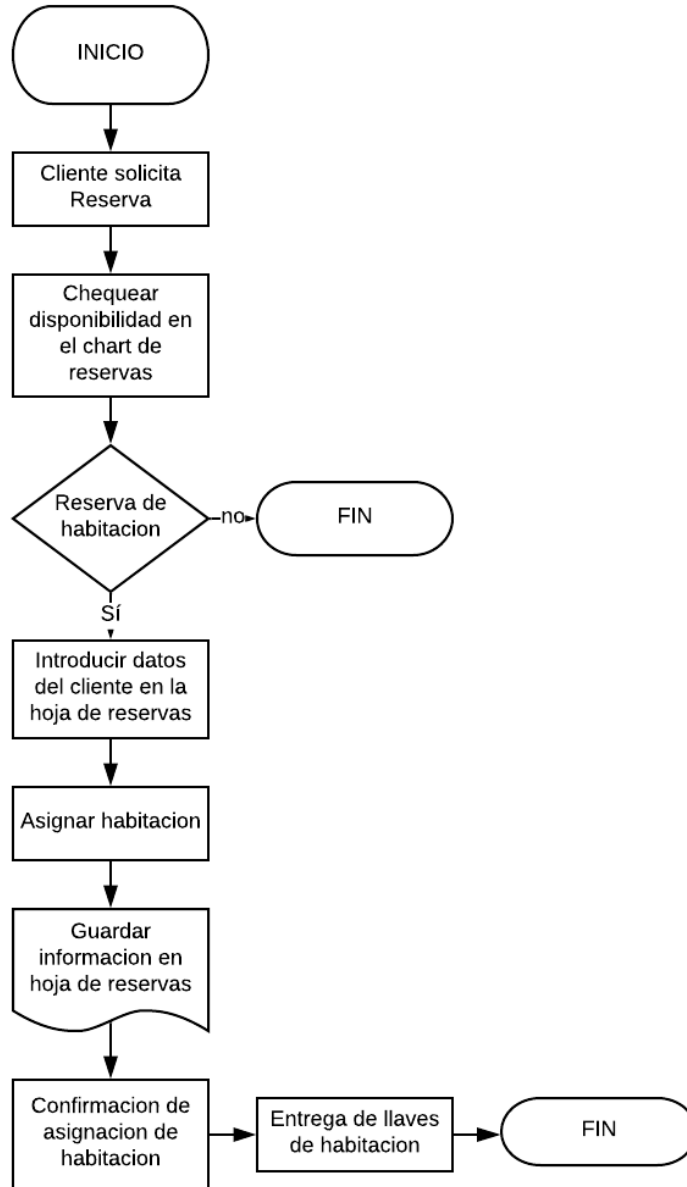 INICIO
Cliente solicita
Reserva
Chequear
disponibilidad en
el chart de
reservas
Reserva de
habitacion
no
FIN
Sí
Introducir datos
del cliente en la
hoja de reservas
Asignar habitacion
Guardar
informacion en
hoja de reservas
Confirmacion de
asignacion de
habitacion
Entrega de llaves
de habitacion
FIN